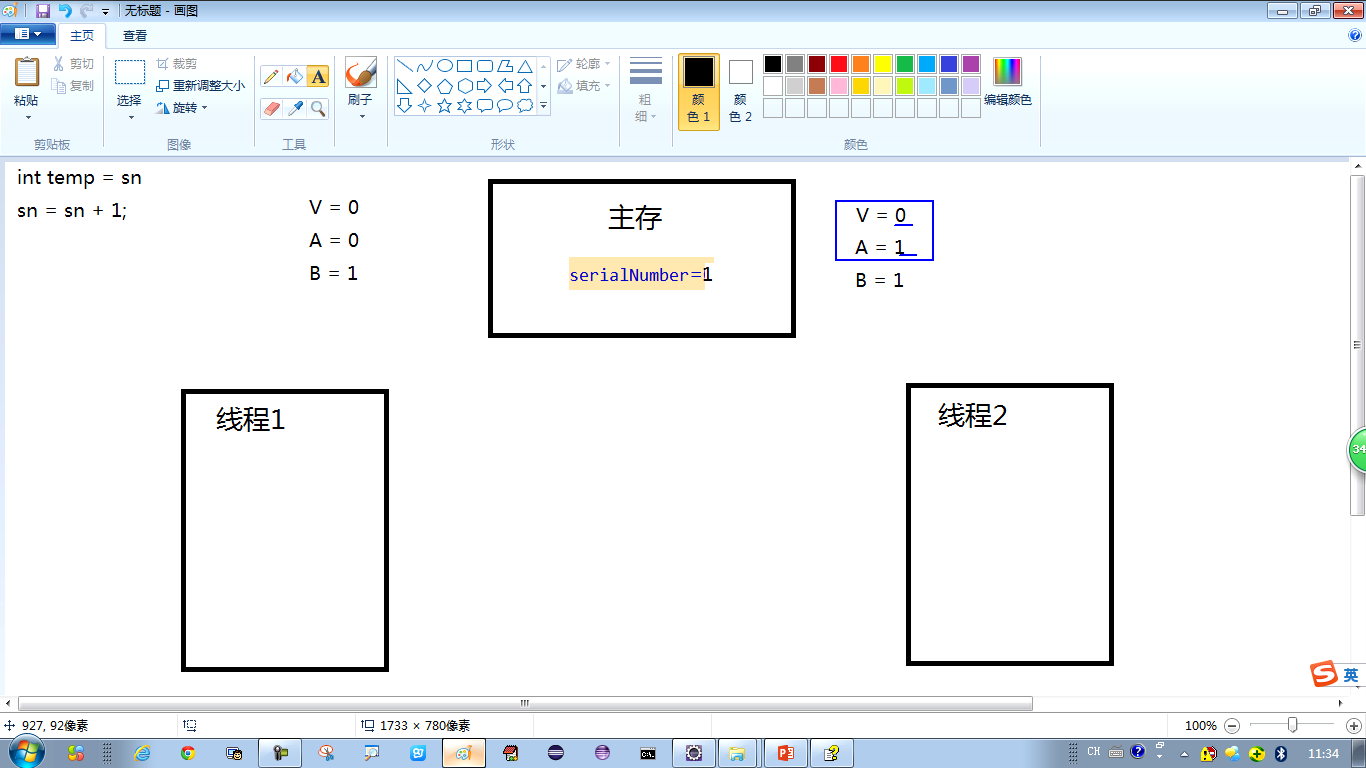 无标题 - 画图
主页 查看
粘贴
剪切
复制
剪贴板
选择
裁剪
重新调整大小
旋转
图像
A
工具
刷子
形状
轮廓
填充
粗
细
颜
色 1
颜
色 2
编辑颜色
颜色
int temp = sn
sn = sn + 1;
V = 0
A = 0
B = 1
主存
serialNumber=1
V = 0
A = 1
B = 1
线程1
线程2
34
英
927, 92像素
1733 × 780像素
100%
CH
11:34